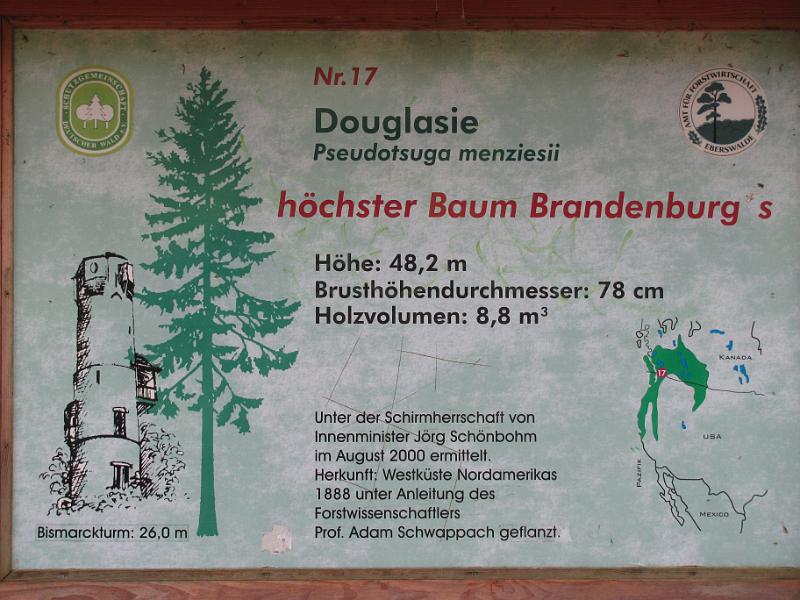 Nr.17
Douglasie
Pseudotsuga menziesii
höchster Baum Brandenburg´s
Höhe: 48,2 m
Brusthöhendurchmesser: 78 cm
Holzvolumen: 8,8 m³
Unter der Schirmherrschaft von
Innenminister Jörg Schönbohm
im August 2000 ermittelt.
Herkunft: Westküste Nordamerikas
1888 unter Anleitung des
Forstwissenschaftlers
Prof. Adam Schwappach geflanzt.
Bismarckturm: 26,0 m
SCHUTZGEMEINSCHAFT
DEUTSCHER WALD e.V.
AMT FÜR FORSTWIRTSCHAFT
EBERSWALDE
KANADA
17
USA
PAZIFIK
MEXICO